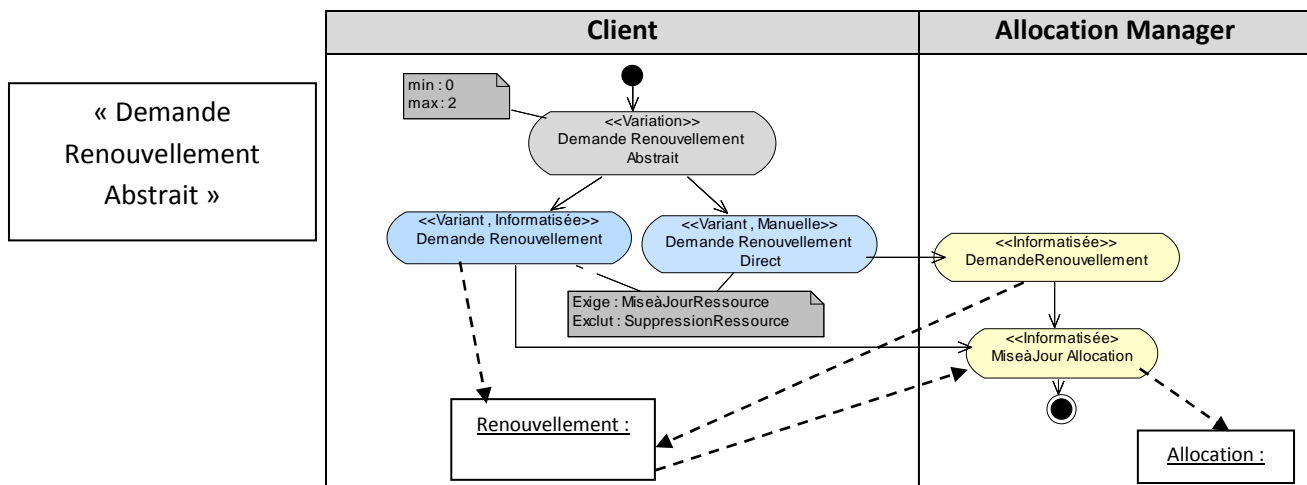 Client
Allocation Manager
« Demande
Renouvellement
Abstrait »
min : 0
max : 2
<<Variation>>
Demande Renouvellement
Abstrait
<<Variant , Informatisée>>
Demande Renouvellement
<<Variant , Manuelle>>
Demande Renouvellement
Direct
<<Informatisée>>
DemandeRenouvellement
Exige : MiseàJourRessource
Exclut : SuppressionRessource
<<Informatisée>
MiseàJour Allocation
Renouvellement :
Allocation :